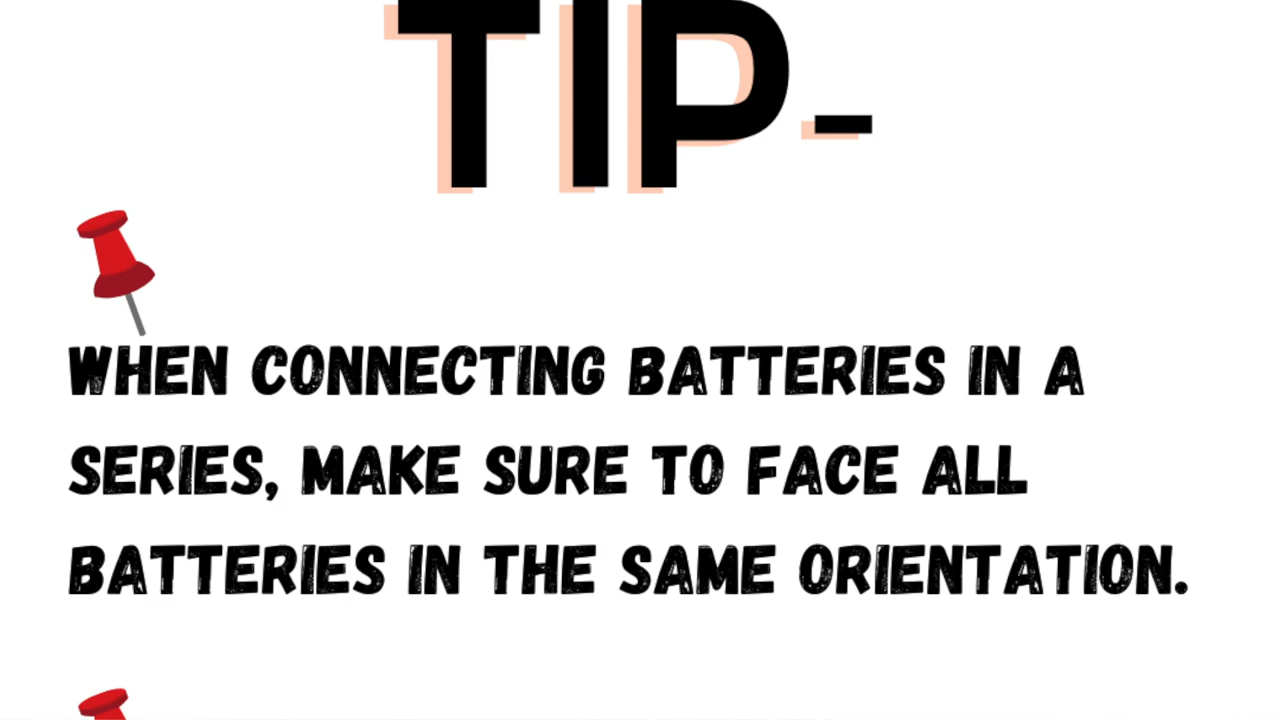 TIP-
WHEN CONNECTING BATTERIES IN A
SERIES, MAKE SURE TO FACE ALL
BATTERIES IN THE SAME ORIENTATION.